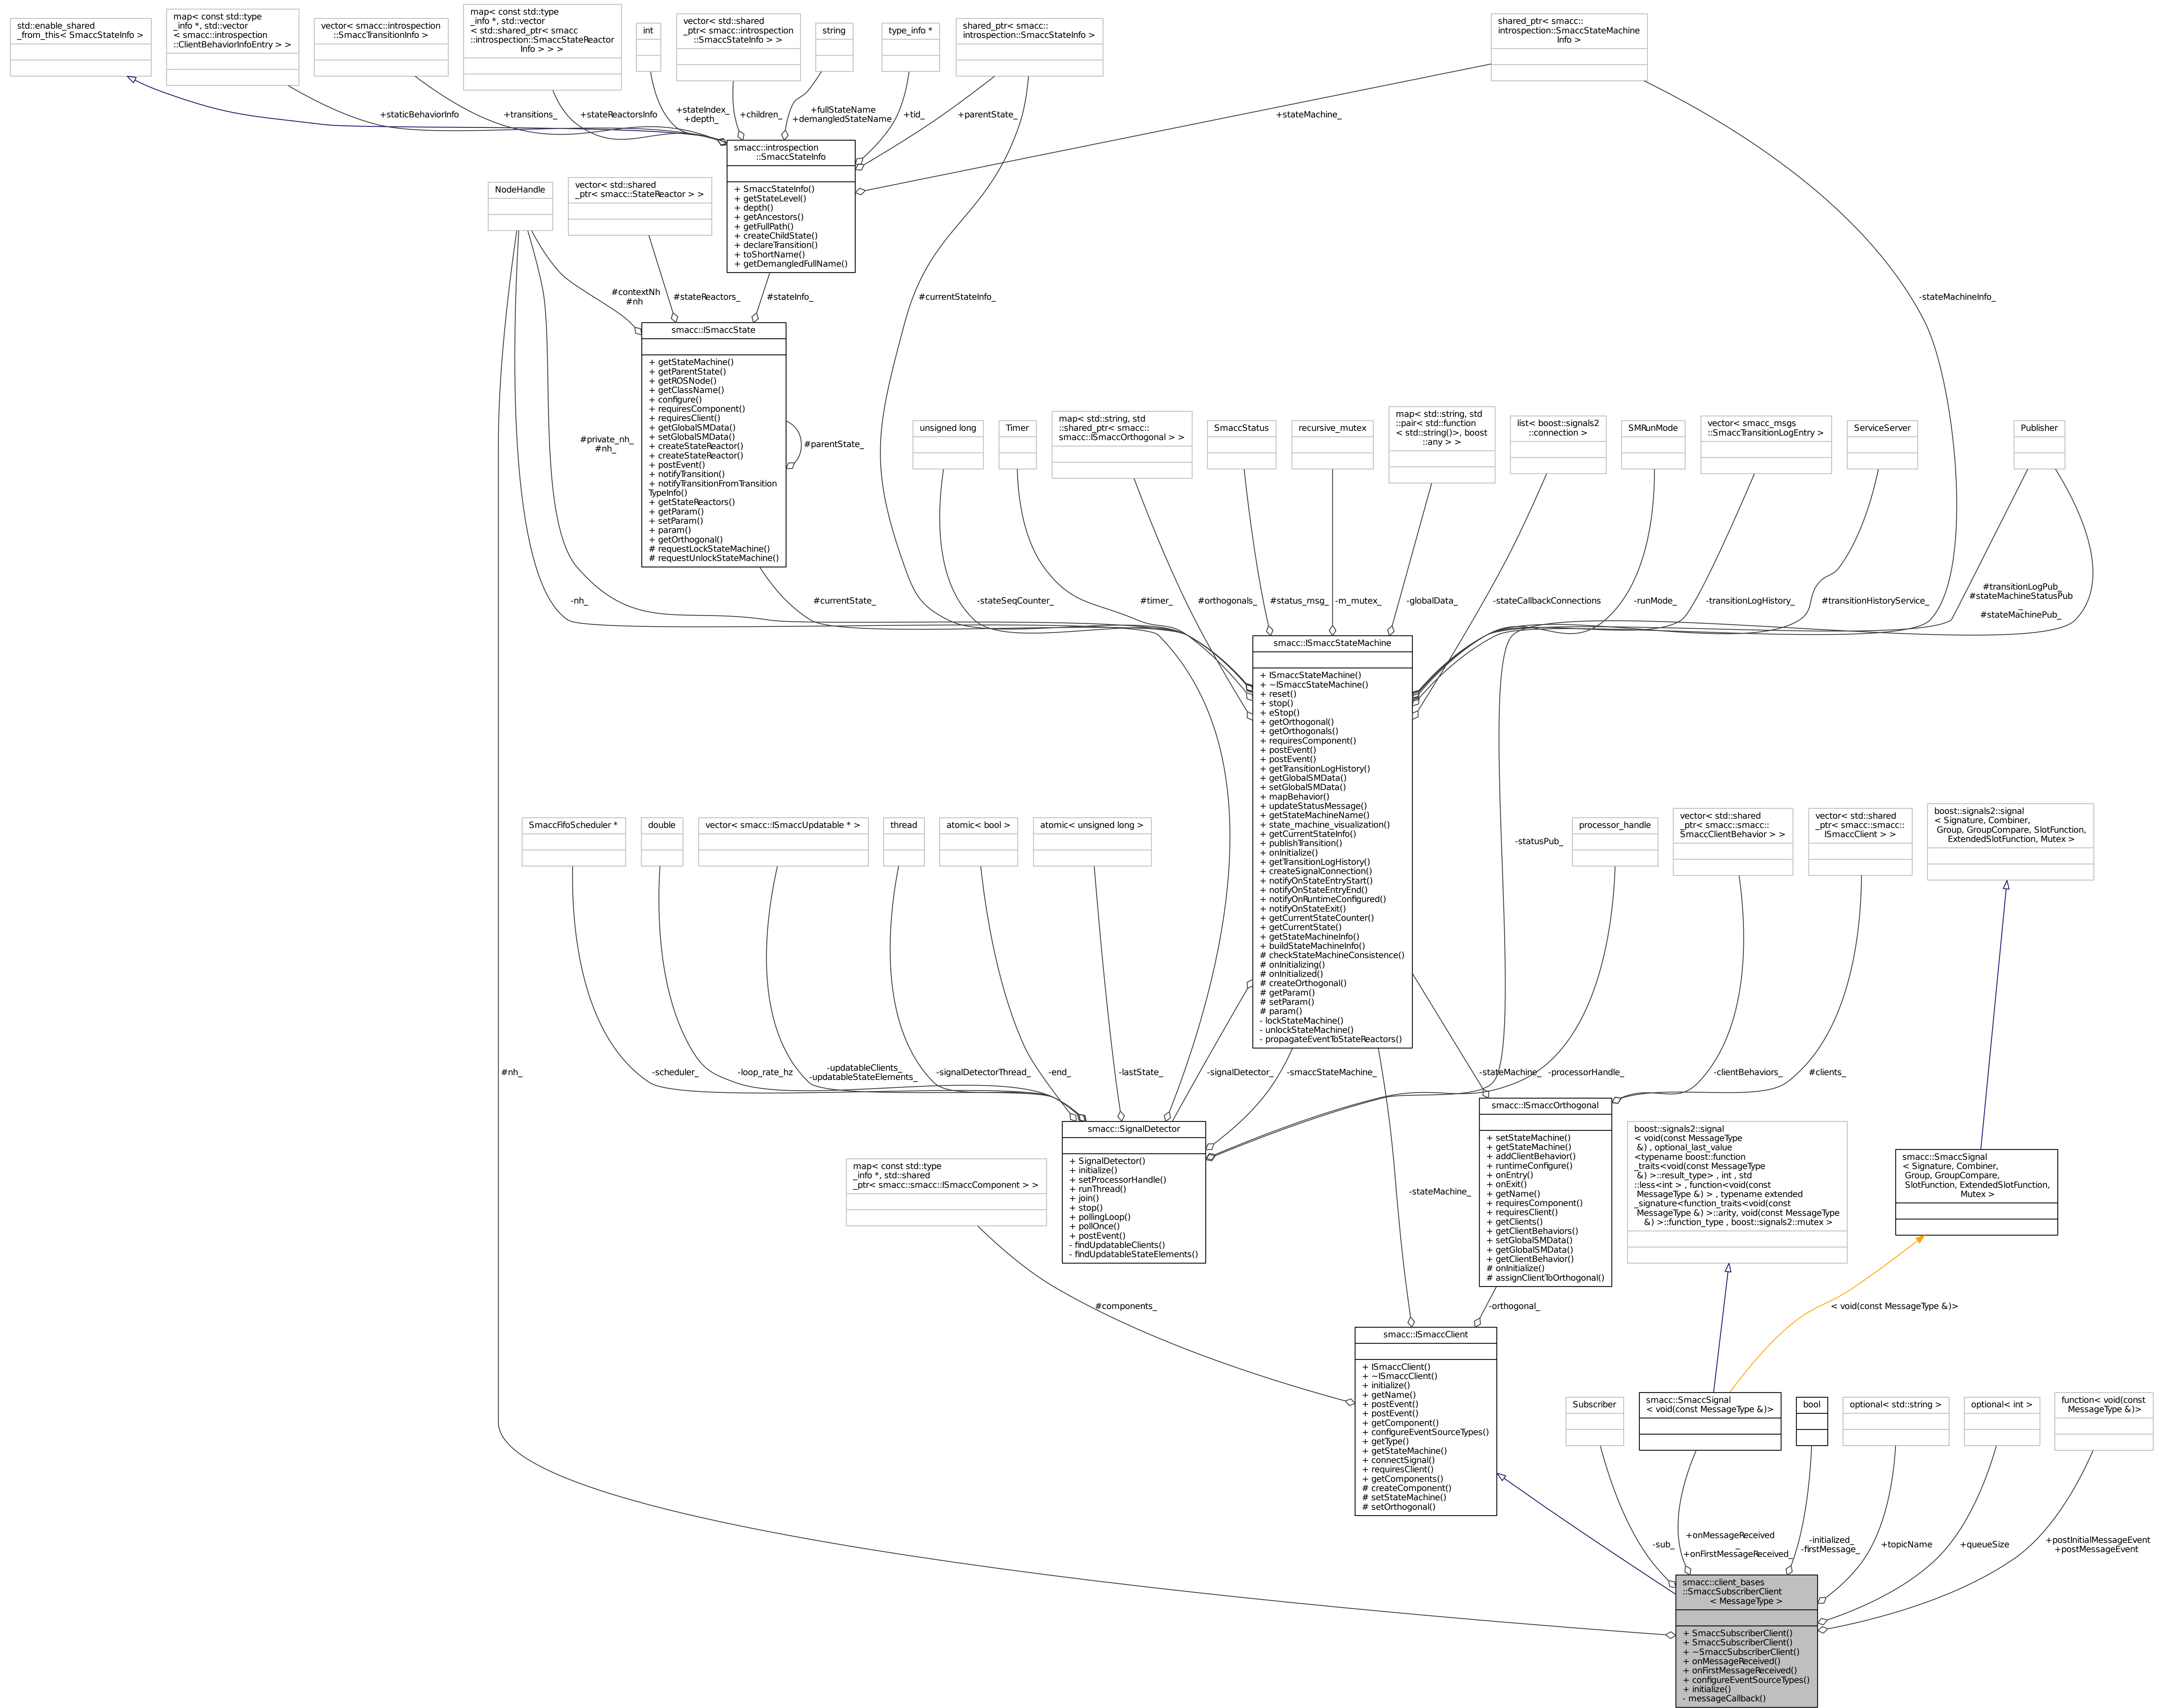 std::enable_shared
_from_this< SmaccStateInfo >
map< const std::type
_info *, std::vector
< smacc::introspection
::ClientBehaviorInfoEntry > >
vector< smacc::introspection
::SmaccTransitionInfo >
map< const std::type
_info *, std::vector
< std::shared_ptr< smacc
::introspection::SmaccStateReactor
Info > > >
int
vector< std::shared
_ptr< smacc::introspection
::SmaccStateInfo > >
string
type_info *
shared_ptr< smacc::
introspection::SmaccStateInfo >
shared_ptr< smacc::
introspection::SmaccStateMachine
Info >
+staticBehaviorInfo
+transitions_
+stateReactorsInfo
+stateIndex_
+depth_
+children_
+fullStateName
+demangledStateName
+tid_
+parentState_
+stateMachine_
smacc::introspection
::SmaccStateInfo
+ SmaccStateInfo()
+ getStateLevel()
+ depth()
+ getAncestors()
+ getFullPath()
+ createChildState()
+ declareTransition()
+ toShortName()
+ getDemangledFullName()
NodeHandle
vector< std::shared
_ptr< smacc::StateReactor > >
#contextNh
#nh
#stateReactors_
#stateInfo_
#currentStateInfo_
-stateMachineInfo_
smacc::ISmaccState
+ getStateMachine()
+ getParentState()
+ getROSNode()
+ getClassName()
+ configure()
+ requiresComponent()
+ requiresClient()
+ getGlobalSMData()
+ setGlobalSMData()
+ createStateReactor()
+ createStateReactor()
+ postEvent()
+ notifyTransition()
+ notifyTransitionFromTransition
TypeInfo()
+ getStateReactors()
+ getParam()
+ setParam()
+ param()
+ getOrthogonal()
# requestLockStateMachine()
# requestUnlockStateMachine()
#private_nh_
#nh_
#parentState_
unsigned long
Timer
map< std::string, std
::shared_ptr< smacc::
smacc::ISmaccOrthogonal > >
SmaccStatus
recursive_mutex
map< std::string, std
::pair< std::function
< std::string()>, boost
::any > >
list< boost::signals2
::connection >
SMRunMode
vector< smacc_msgs
::SmaccTransitionLogEntry >
ServiceServer
Publisher
-nh_
#currentState_
-stateSeqCounter_
#timer_
#orthogonals_
#status_msg_
-m_mutex_
-globalData_
-stateCallbackConnections
-runMode_
-transitionLogHistory_
#transitionHistoryService_
#transitionLogPub_
#stateMachineStatusPub
_
#stateMachinePub_
smacc::ISmaccStateMachine
+ ISmaccStateMachine()
+ ~ISmaccStateMachine()
+ reset()
+ stop()
+ eStop()
+ getOrthogonal()
+ getOrthogonals()
+ requiresComponent()
+ postEvent()
+ postEvent()
+ getTransitionLogHistory()
+ getGlobalSMData()
+ setGlobalSMData()
+ mapBehavior()
+ updateStatusMessage()
+ getStateMachineName()
+ state_machine_visualization()
+ getCurrentStateInfo()
+ publishTransition()
+ onInitialize()
+ getTransitionLogHistory()
+ createSignalConnection()
+ notifyOnStateEntryStart()
+ notifyOnStateEntryEnd()
+ notifyOnRuntimeConfigured()
+ notifyOnStateExit()
+ getCurrentStateCounter()
+ getCurrentState()
+ getStateMachineInfo()
+ buildStateMachineInfo()
# checkStateMachineConsistence()
# onInitializing()
# onInitialized()
# createOrthogonal()
# getParam()
# setParam()
# param()
- lockStateMachine()
- unlockStateMachine()
- propagateEventToStateReactors()
SmaccFifoScheduler *
double
vector< smacc::ISmaccUpdatable * >
thread
atomic< bool >
atomic< unsigned long >
-statusPub_
processor_handle
vector< std::shared
_ptr< smacc::smacc::
SmaccClientBehavior > >
vector< std::shared
_ptr< smacc::smacc::
ISmaccClient > >
boost::signals2::signal
< Signature, Combiner,
Group, GroupCompare, SlotFunction,
ExtendedSlotFunction, Mutex >
#nh_
-scheduler_
-loop_rate_hz
-updatableClients_
-updatableStateElements_
-signalDetectorThread_
-end_
-lastState_
-signalDetector_
-smaccStateMachine_
-stateMachine_
-processorHandle_
-clientBehaviors_
#clients_
smacc::SignalDetector
+ SignalDetector()
+ initialize()
+ setProcessorHandle()
+ runThread()
+ join()
+ stop()
+ pollingLoop()
+ pollOnce()
+ postEvent()
- findUpdatableClients()
- findUpdatableStateElements()
smacc::ISmaccOrthogonal
+ setStateMachine()
+ getStateMachine()
+ addClientBehavior()
+ runtimeConfigure()
+ onEntry()
+ onExit()
+ getName()
+ requiresComponent()
+ requiresClient()
+ getClients()
+ getClientBehaviors()
+ setGlobalSMData()
+ getGlobalSMData()
+ getClientBehavior()
# onInitialize()
# assignClientToOrthogonal()
boost::signals2::signal
< void(const MessageType
&) , optional_last_value
<typename boost::function
_traits<void(const MessageType
&) >::result_type> , int , std
::less<int > , function<void(const
MessageType &) > , typename extended
_signature<function_traits<void(const
MessageType &) >::arity, void(const MessageType
&) >::function_type , boost::signals2::mutex >
smacc::SmaccSignal
< Signature, Combiner,
Group, GroupCompare,
SlotFunction, ExtendedSlotFunction,
Mutex >
map< const std::type
_info *, std::shared
_ptr< smacc::smacc::ISmaccComponent > >
-stateMachine_
#components_
-orthogonal_
< void(const MessageType &)>
smacc::ISmaccClient
+ ISmaccClient()
+ ~ISmaccClient()
+ initialize()
+ getName()
+ postEvent()
+ postEvent()
+ getComponent()
+ configureEventSourceTypes()
+ getType()
+ getStateMachine()
+ connectSignal()
+ requiresClient()
+ getComponents()
# createComponent()
# setStateMachine()
# setOrthogonal()
Subscriber
smacc::SmaccSignal
< void(const MessageType &)>
bool
optional< std::string >
optional< int >
function< void(const
MessageType &)>
-sub_
+onMessageReceived
_
+onFirstMessageReceived_
-initialized_
-firstMessage_
+topicName
+queueSize
+postInitialMessageEvent
+postMessageEvent
smacc::client_bases
::SmaccSubscriberClient
< MessageType >
+ SmaccSubscriberClient()
+ SmaccSubscriberClient()
+ ~SmaccSubscriberClient()
+ onMessageReceived()
+ onFirstMessageReceived()
+ configureEventSourceTypes()
+ initialize()
- messageCallback()